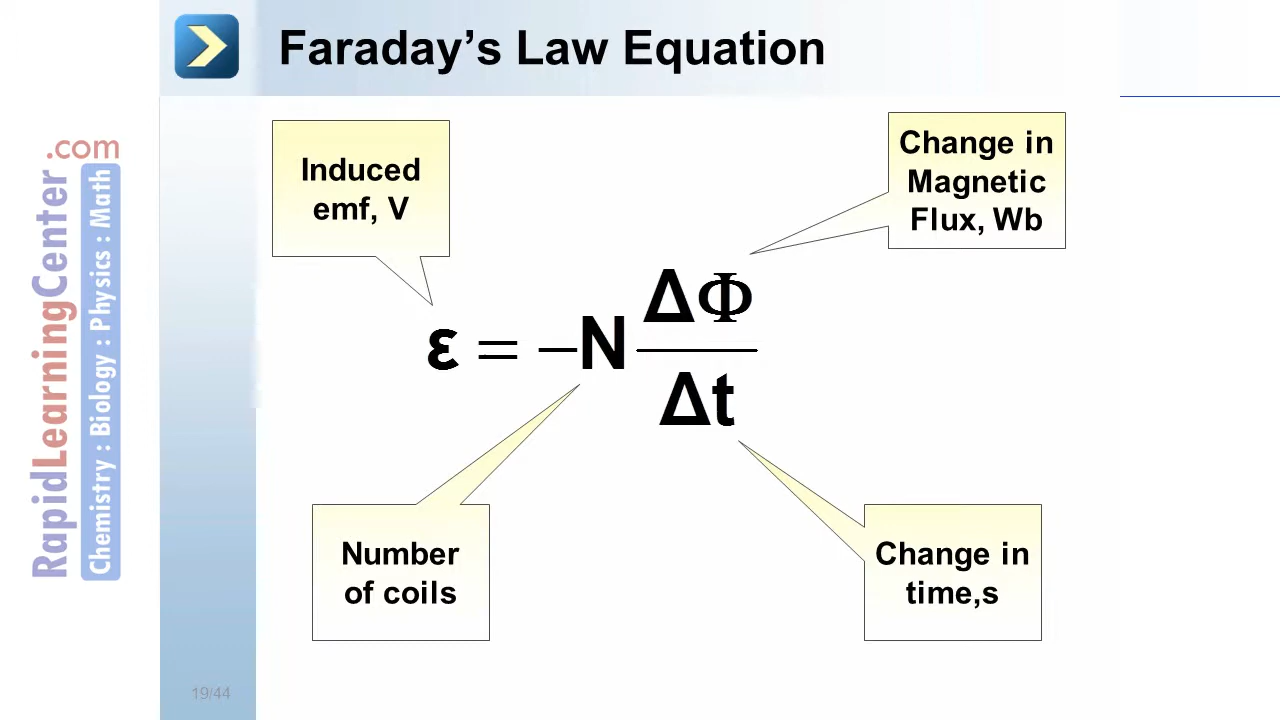 Faraday’s Law Equation
Induced
emf, V
Change in
Magnetic
Flux, Wb
ε = −N ΔΦ
Δt
Number
of coils
Change in
time,s
.com
RapidLearningCenter
Chemistry : Biology : Physics : Math
19/44